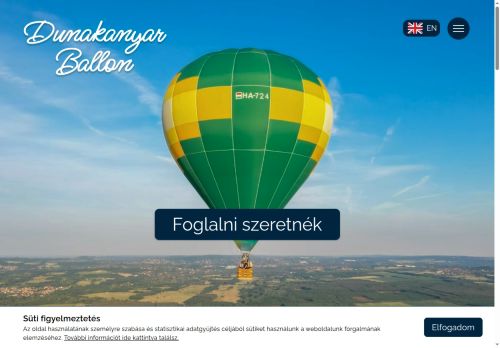 Dunakanyar
Ballon
EN
HA-724
Foglalni szeretnék
Süti figyelmeztetés
Az oldal használatának személyre szabása és statisztikai adatgyűjtés céljából sütiket használunk a weboldalunk forgalmának
elemzéséhez. További információt ide kattintva találsz.
Elfogadom